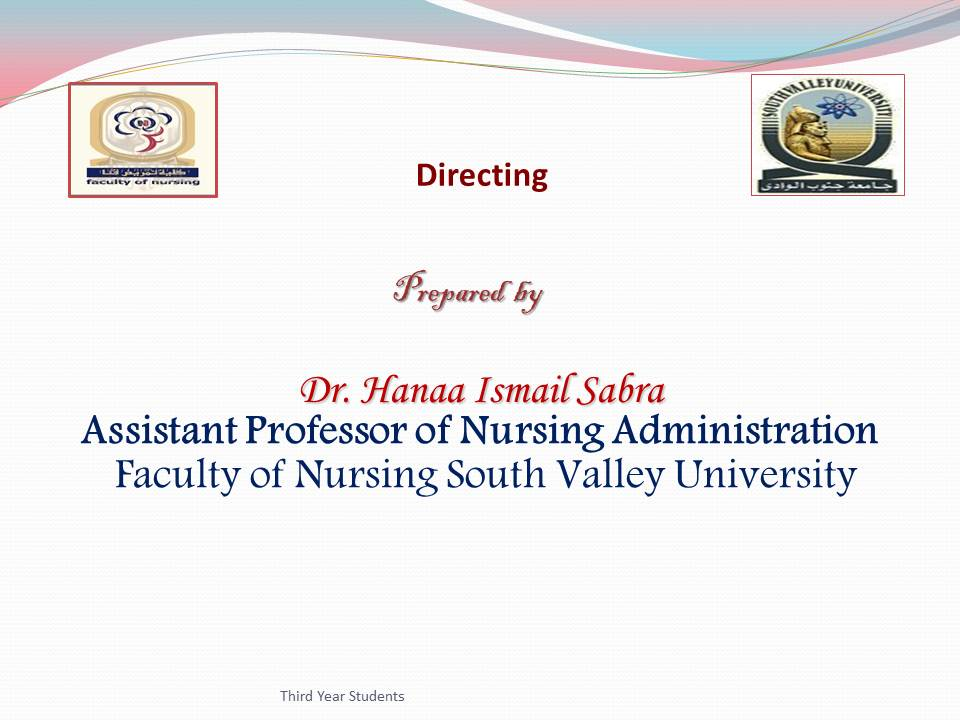 faculty of nursing
SOUTH VALLEY UNIVERSITY
جامعة جنوب الوادى
Directing
Prepared by
Dr. Hanaa Ismail Sabra
Assistant Professor of Nursing Administration
Faculty of Nursing South Valley University
Third Year Students